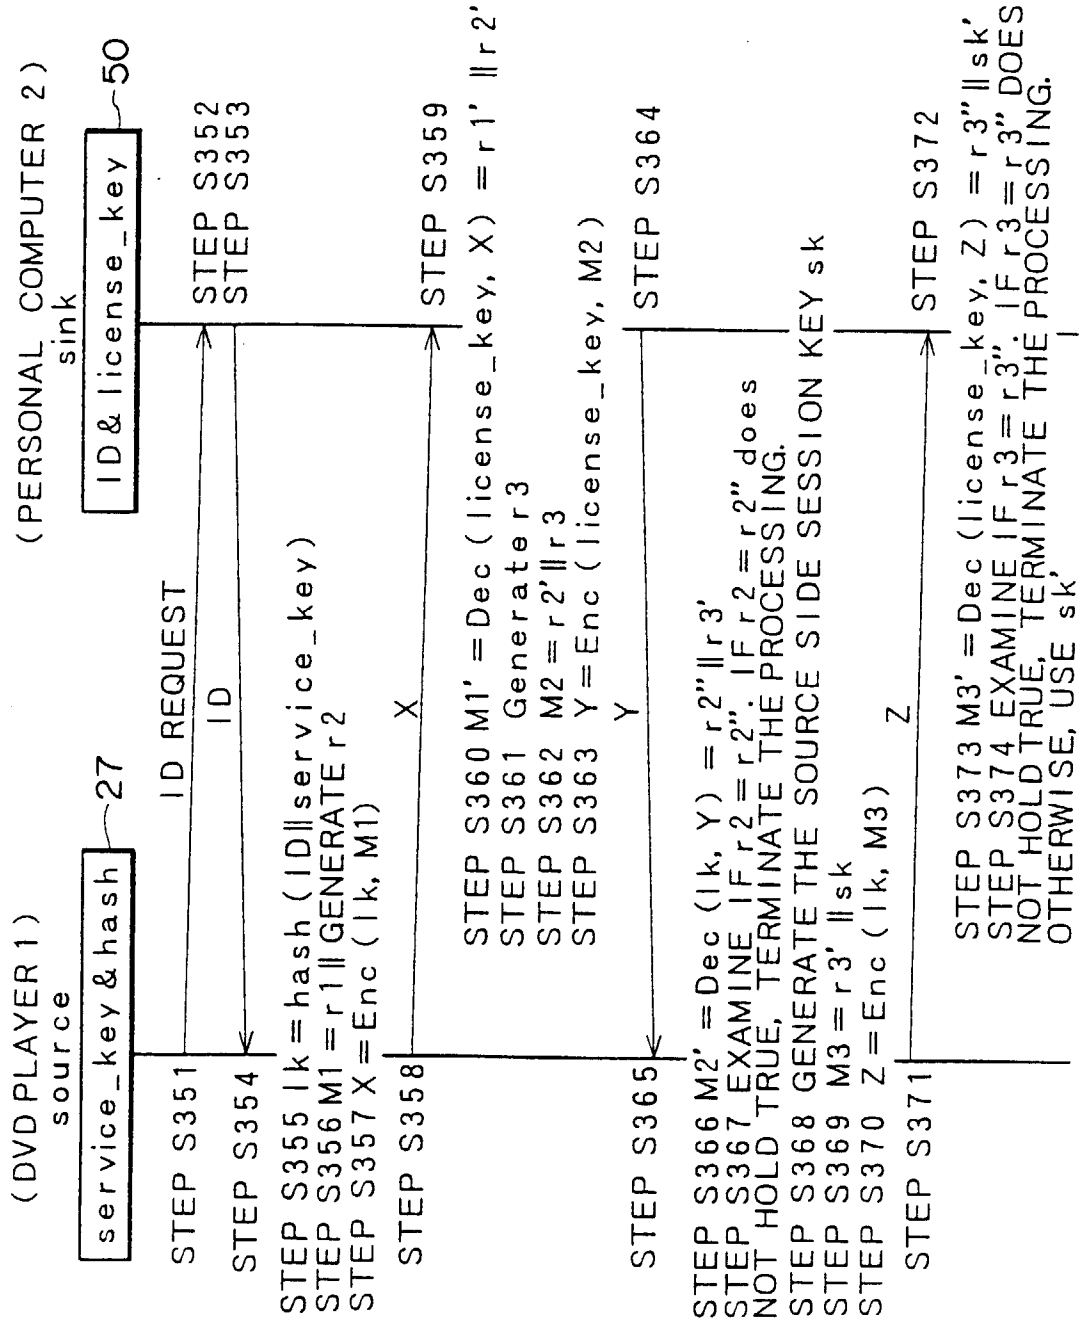 (DVD PLAYER 1)
source
service_key & hash
27
(PERSONAL COMPUTER 2)
sink
ID & license_key
50
STEP S351
ID REQUEST
STEP S352
STEP S353
ID
STEP S354
STEP S355 lk = hash (ID||service_key)
STEP S356 M1 = r1|| GENERATE r2
STEP S357 X = Enc (lk, M1)
STEP S358
X
STEP S359
STEP S360 M1' = Dec (license_key, X) = r1' || r2'
STEP S361 Generate r3
STEP S362 M2 = r2' || r3
STEP S363 Y = Enc (license_key, M2)
Y
STEP S364
STEP S365
STEP S366 M2' = Dec (lk, Y) = r2" || r3'
STEP S367 EXAMINE IF r2 = r2". IF r2 = r2" does
NOT HOLD TRUE, TERMINATE THE PROCESSING.
STEP S368 GENERATE THE SOURCE SIDE SESSION KEY sk
STEP S369 M3 = r3' || sk
STEP S370 Z = Enc (lk, M3)
STEP S371
Z
STEP S372
STEP S373 M3' = Dec (license_key, Z) = r3" || sk'
STEP S374 EXAMINE IF r3 = r3". IF r3 = r3" DOES
NOT HOLD TRUE, TERMINATE THE PROCESSING.
OTHERWISE, USE sk'